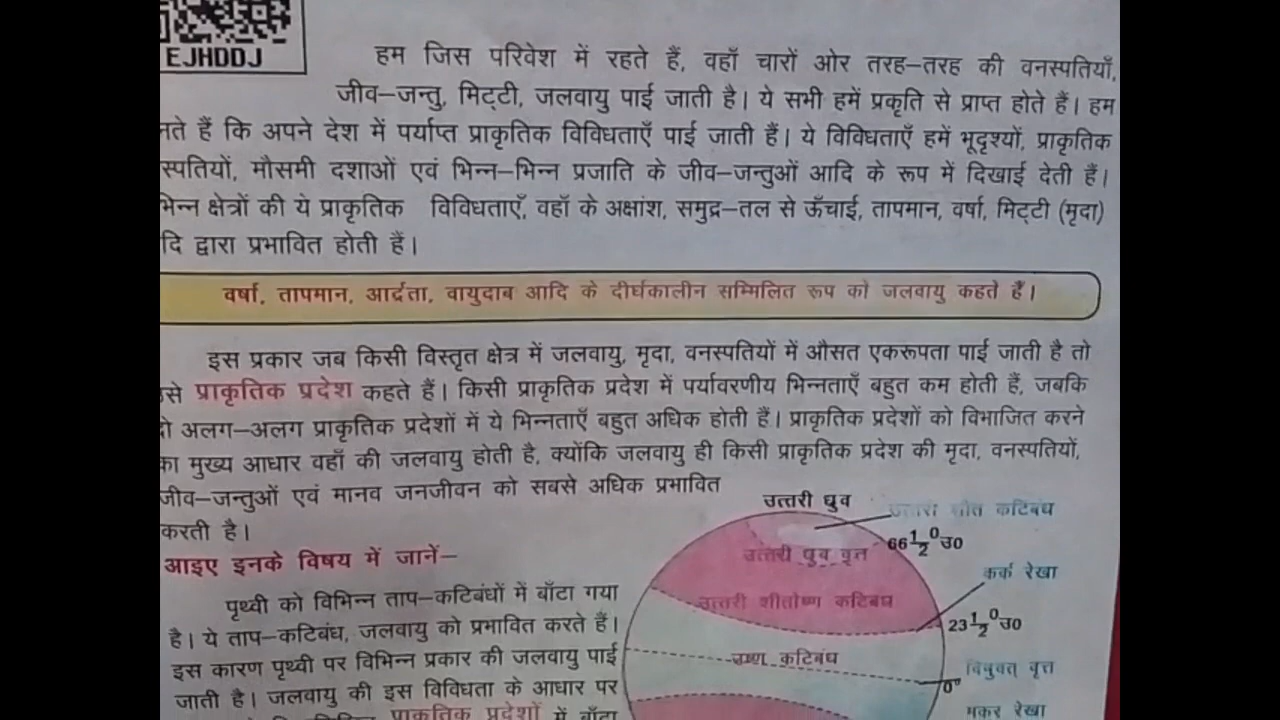 EJHDDJ
हम जिस परिवेश में रहते हैं, वहाँ चारों ओर तरह–तरह की वनस्पतियाँ,
जीव–जन्तु, मिट्टी, जलवायु पाई जाती है। ये सभी हमें प्रकृति से प्राप्त होते हैं। हम
नते हैं कि अपने देश में पर्याप्त प्राकृतिक विविधताएँ पाई जाती हैं। ये विविधताएँ हमें भूदृश्यों, प्राकृतिक
स्पतियों, मौसमी दशाओं एवं भिन्न–भिन्न प्रजाति के जीव–जन्तुओं आदि के रूप में दिखाई देती हैं।
भिन्न क्षेत्रों की ये प्राकृतिक विविधताएँ, वहाँ के अक्षांश, समुद्र–तल से ऊँचाई, तापमान, वर्षा, मिट्टी (मृदा)
दि द्वारा प्रभावित होती हैं।
वर्षा, तापमान, आर्द्रता, वायुदाब आदि के दीर्घकालीन सम्मिलित रूप को जलवायु कहते हैं।
इस प्रकार जब किसी विस्तृत क्षेत्र में जलवायु, मृदा, वनस्पतियों में औसत एकरूपता पाई जाती है तो
से प्राकृतिक प्रदेश कहते हैं। किसी प्राकृतिक प्रदेश में पर्यावरणीय भिन्नताएँ बहुत कम होती हैं, जबकि
दो अलग–अलग प्राकृतिक प्रदेशों में ये भिन्नताएँ बहुत अधिक होती हैं। प्राकृतिक प्रदेशों को विभाजित करने
का मुख्य आधार वहाँ की जलवायु होती है, क्योंकि जलवायु ही किसी प्राकृतिक प्रदेश की मृदा, वनस्पतियों,
जीव–जन्तुओं एवं मानव जनजीवन को सबसे अधिक प्रभावित
करती है।
आइए इनके विषय में जानें–
पृथ्वी को विभिन्न ताप–कटिबंधों में बाँटा गया
है। ये ताप–कटिबंध, जलवायु को प्रभावित करते हैं।
इस कारण पृथ्वी पर विभिन्न प्रकार की जलवायु पाई
जाती है। जलवायु की इस विविधता के आधार पर
प्राकृतिक प्रदेशों में बाँटा
उत्तरी ध्रुव
उत्तरी शीत कटिबंध
66½⁰उ0
उत्तरी ध्रुव वृत्त
कर्क रेखा
उत्तरी शीतोष्ण कटिबंध
23½⁰उ0
उष्ण कटिबंध
विषुवत् वृत्त
0°
मकर रेखा